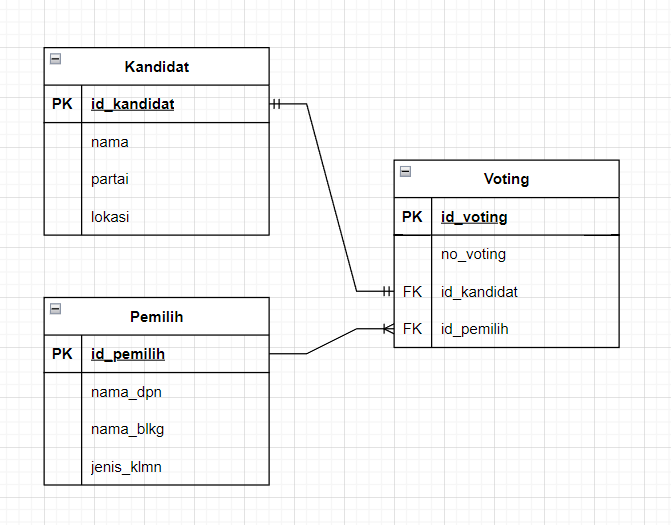 Kandidat
PK id_kandidat
nama
partai
lokasi
Voting
PK id_voting
no_voting
FK id_kandidat
FK id_pemilih
Pemilih
PK id_pemilih
nama_dpn
nama_blkg
jenis_klmn